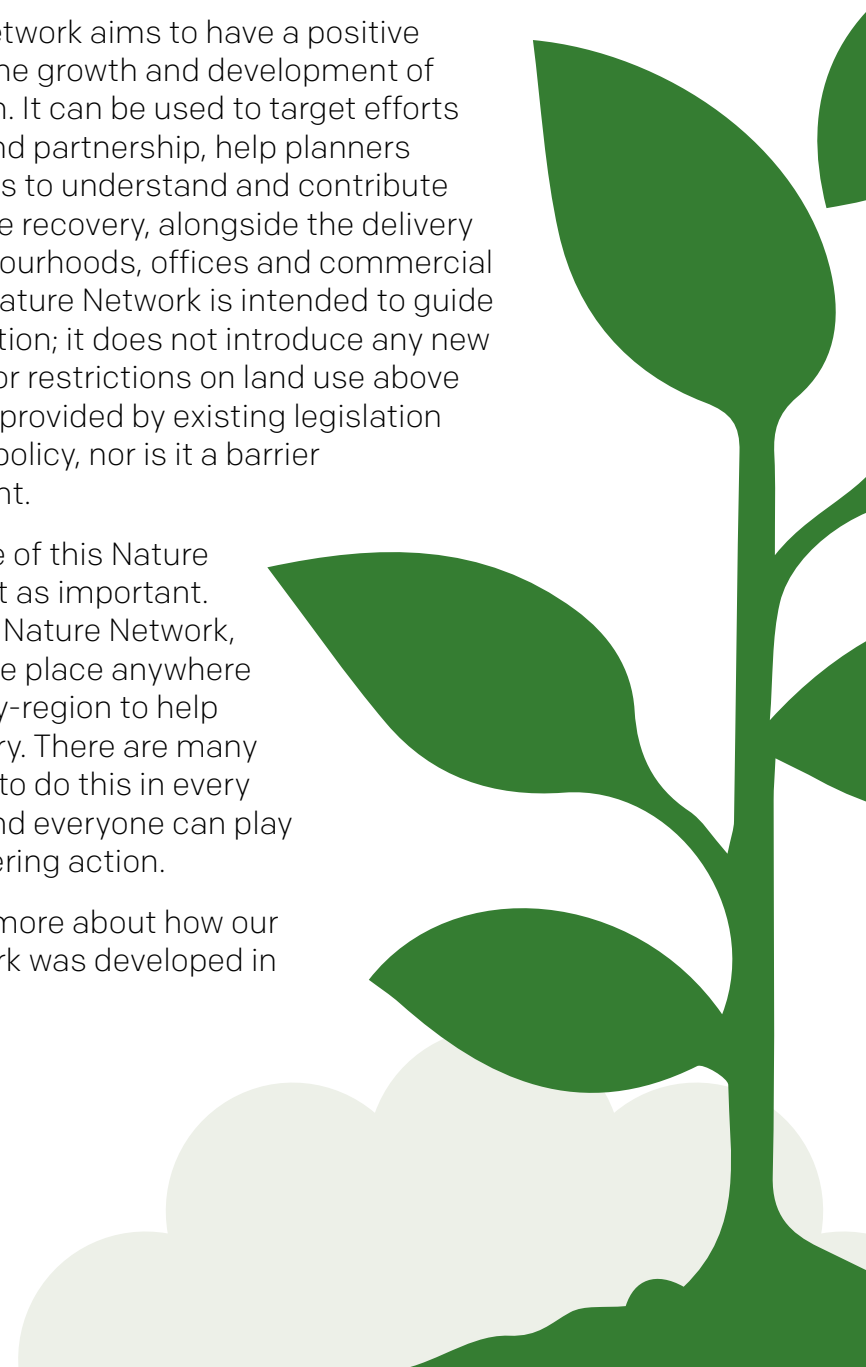 etwork aims to have a positive
he growth and development of
n. It can be used to target efforts
nd partnership, help planners
s to understand and contribute
e recovery, alongside the delivery
ourhoods, offices and commercial
ature Network is intended to guide
tion; it does not introduce any new
or restrictions on land use above
provided by existing legislation
policy, nor is it a barrier
nt.
e of this Nature
t as important.
Nature Network,
e place anywhere
y-region to help
ry. There are many
to do this in every
nd everyone can play
ering action.
more about how our
rk was developed in